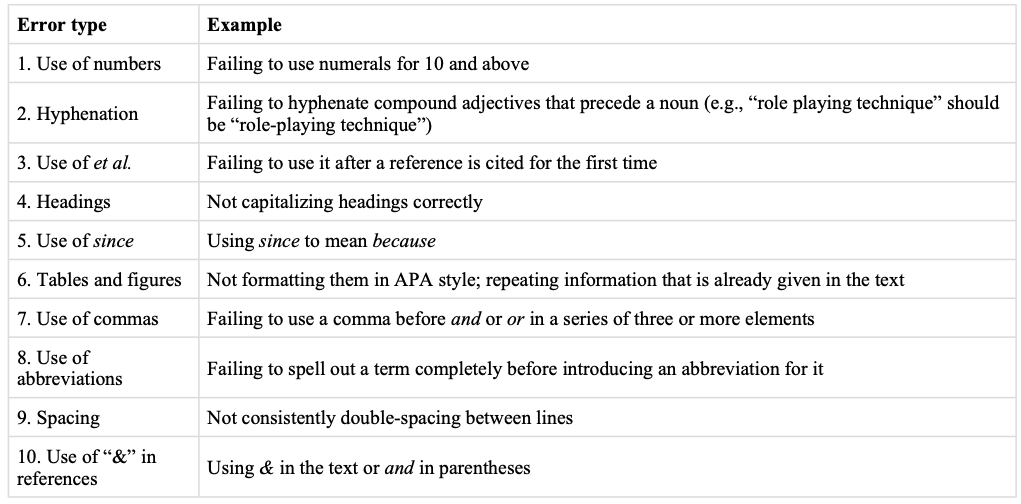 Error type Example
1. Use of numbers Failing to use numerals for 10 and above
2. Hyphenation Failing to hyphenate compound adjectives that precede a noun (e.g., “role playing technique” should
be “role-playing technique”)
3. Use of et al. Failing to use it after a reference is cited for the first time
4. Headings Not capitalizing headings correctly
5. Use of since Using since to mean because
6. Tables and figures Not formatting them in APA style; repeating information that is already given in the text
7. Use of commas Failing to use a comma before and or or in a series of three or more elements
8. Use of
abbreviations Failing to spell out a term completely before introducing an abbreviation for it
9. Spacing Not consistently double-spacing between lines
10. Use of “&” in
references Using & in the text or and in parentheses